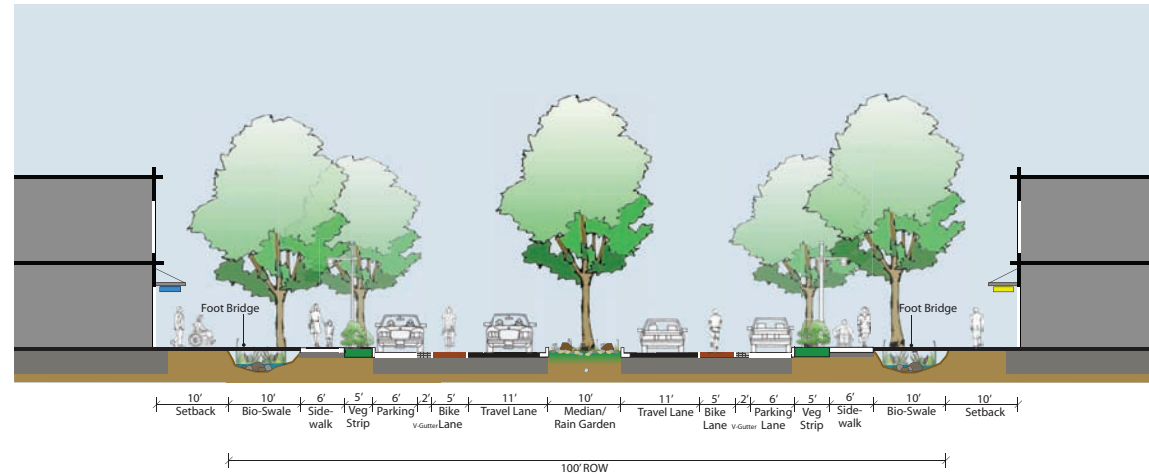 Foot Bridge
Foot Bridge
10’ 10’ 6’ 5’ 6’ 2’ 5’ 11’ 10’ 11’ 5’ 2’ 6’ 5’ 6’ 10’ 10’
Setback Bio-Swale Side- Veg Parking Bike Travel Lane Median/ Travel Lane Bike Parking Veg Side- Bio-Swale Setback
walk Strip V-Gutter Lane Rain Garden Lane V-Gutter Lane Strip walk
100’ ROW